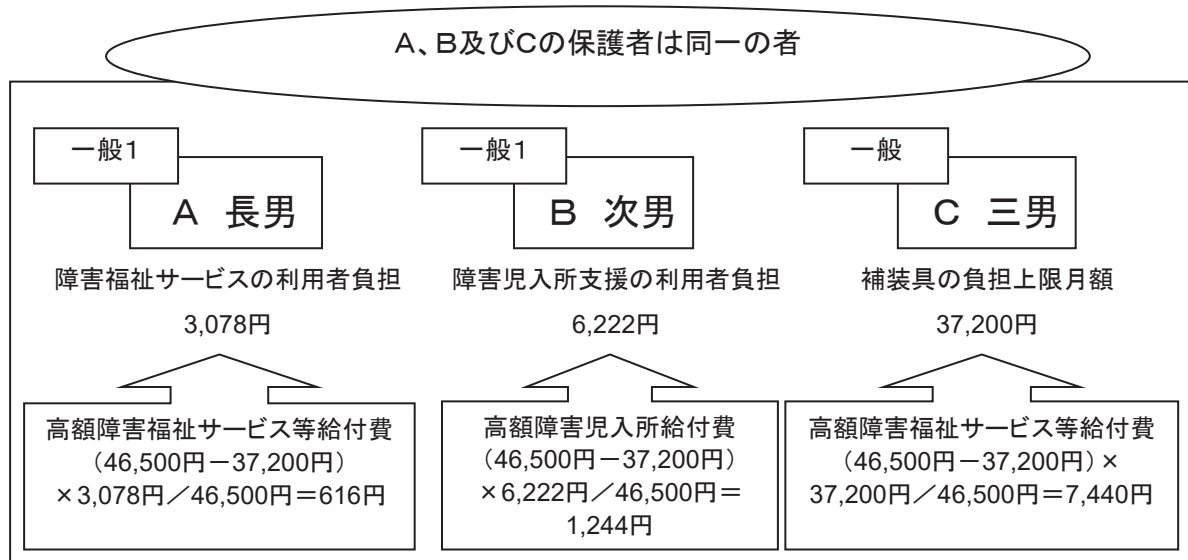 A、B及びCの保護者は同一の者
一般1
A 長男
障害福祉サービスの利用者負担
3,078円
高額障害福祉サービス等給付費
(46,500円-37,200円)
×3,078円/46,500円=616円
一般1
B 次男
障害児入所支援の利用者負担
6,222円
高額障害児入所給付費
(46,500円-37,200円)
×6,222円/46,500円=
1,244円
一般
C 三男
補装具の負担上限月額
37,200円
高額障害福祉サービス等給付費
(46,500円-37,200円)×
37,200円/46,500円=7,440円